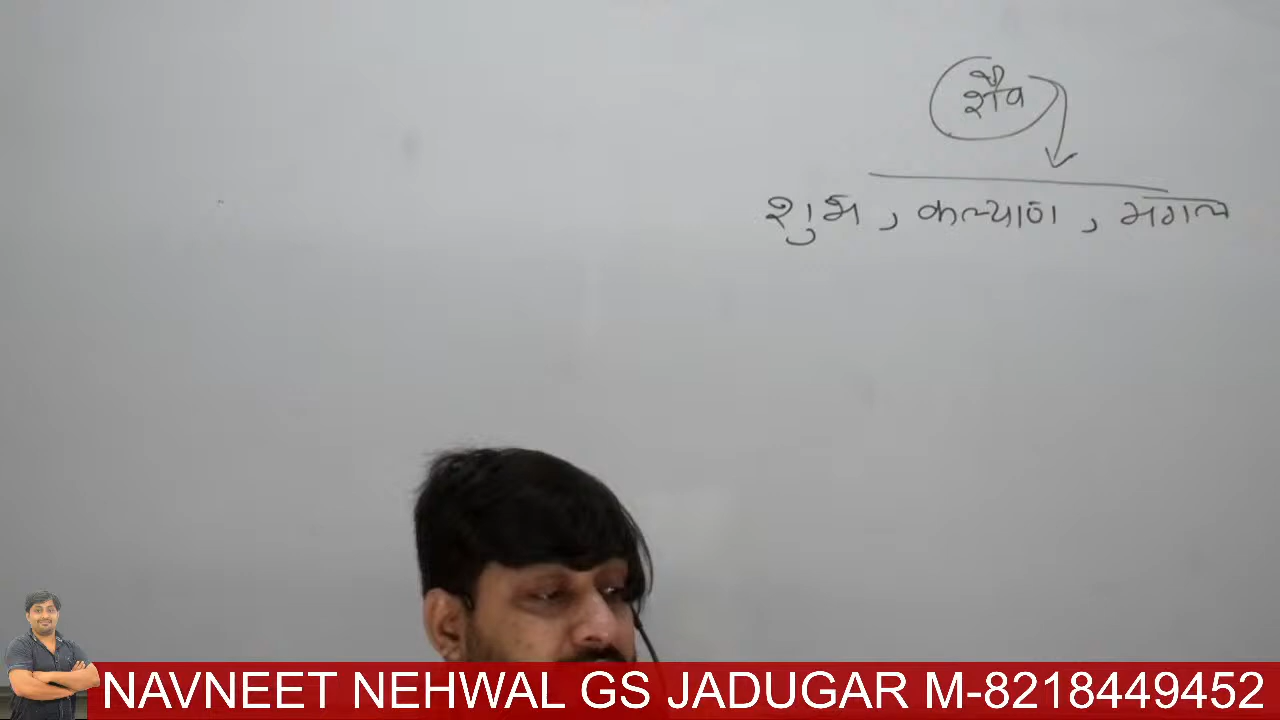 शैव
शुभ , कल्याण , मंगल
NAVNEET NEHWAL GS JADUGAR M-8218449452